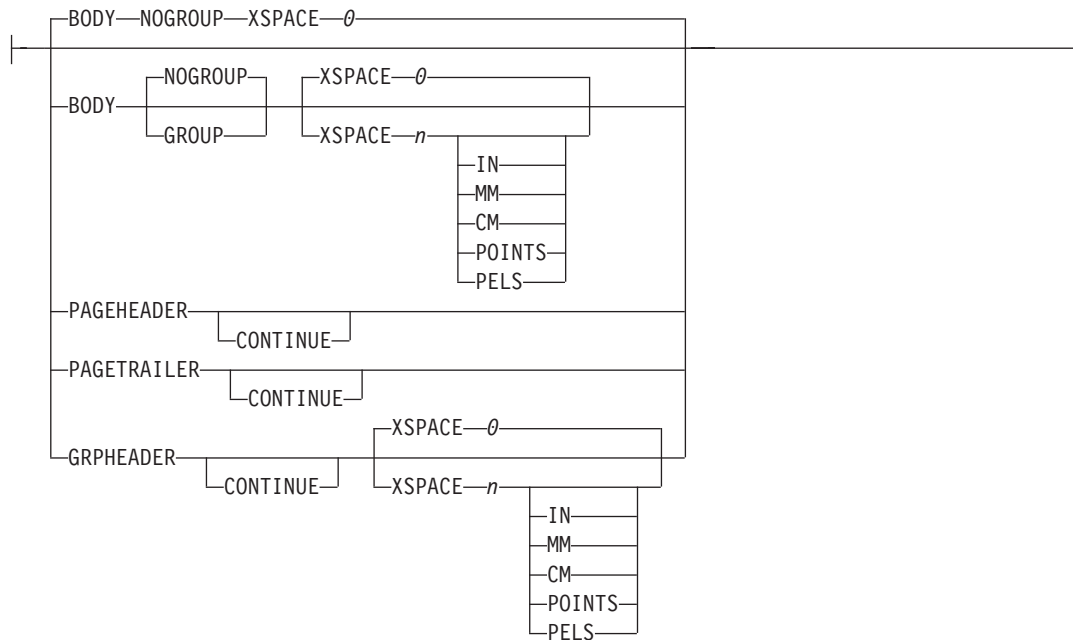 BODY NOGROUP XSPACE 0
NOGROUP XSPACE 0
BODY
GROUP XSPACE n
IN
MM
CM
POINTS
PELS
PAGEHEADER
CONTINUE
PAGETRAILER
CONTINUE
XSPACE 0
GRPHEADER
CONTINUE XSPACE n
IN
MM
CM
POINTS
PELS